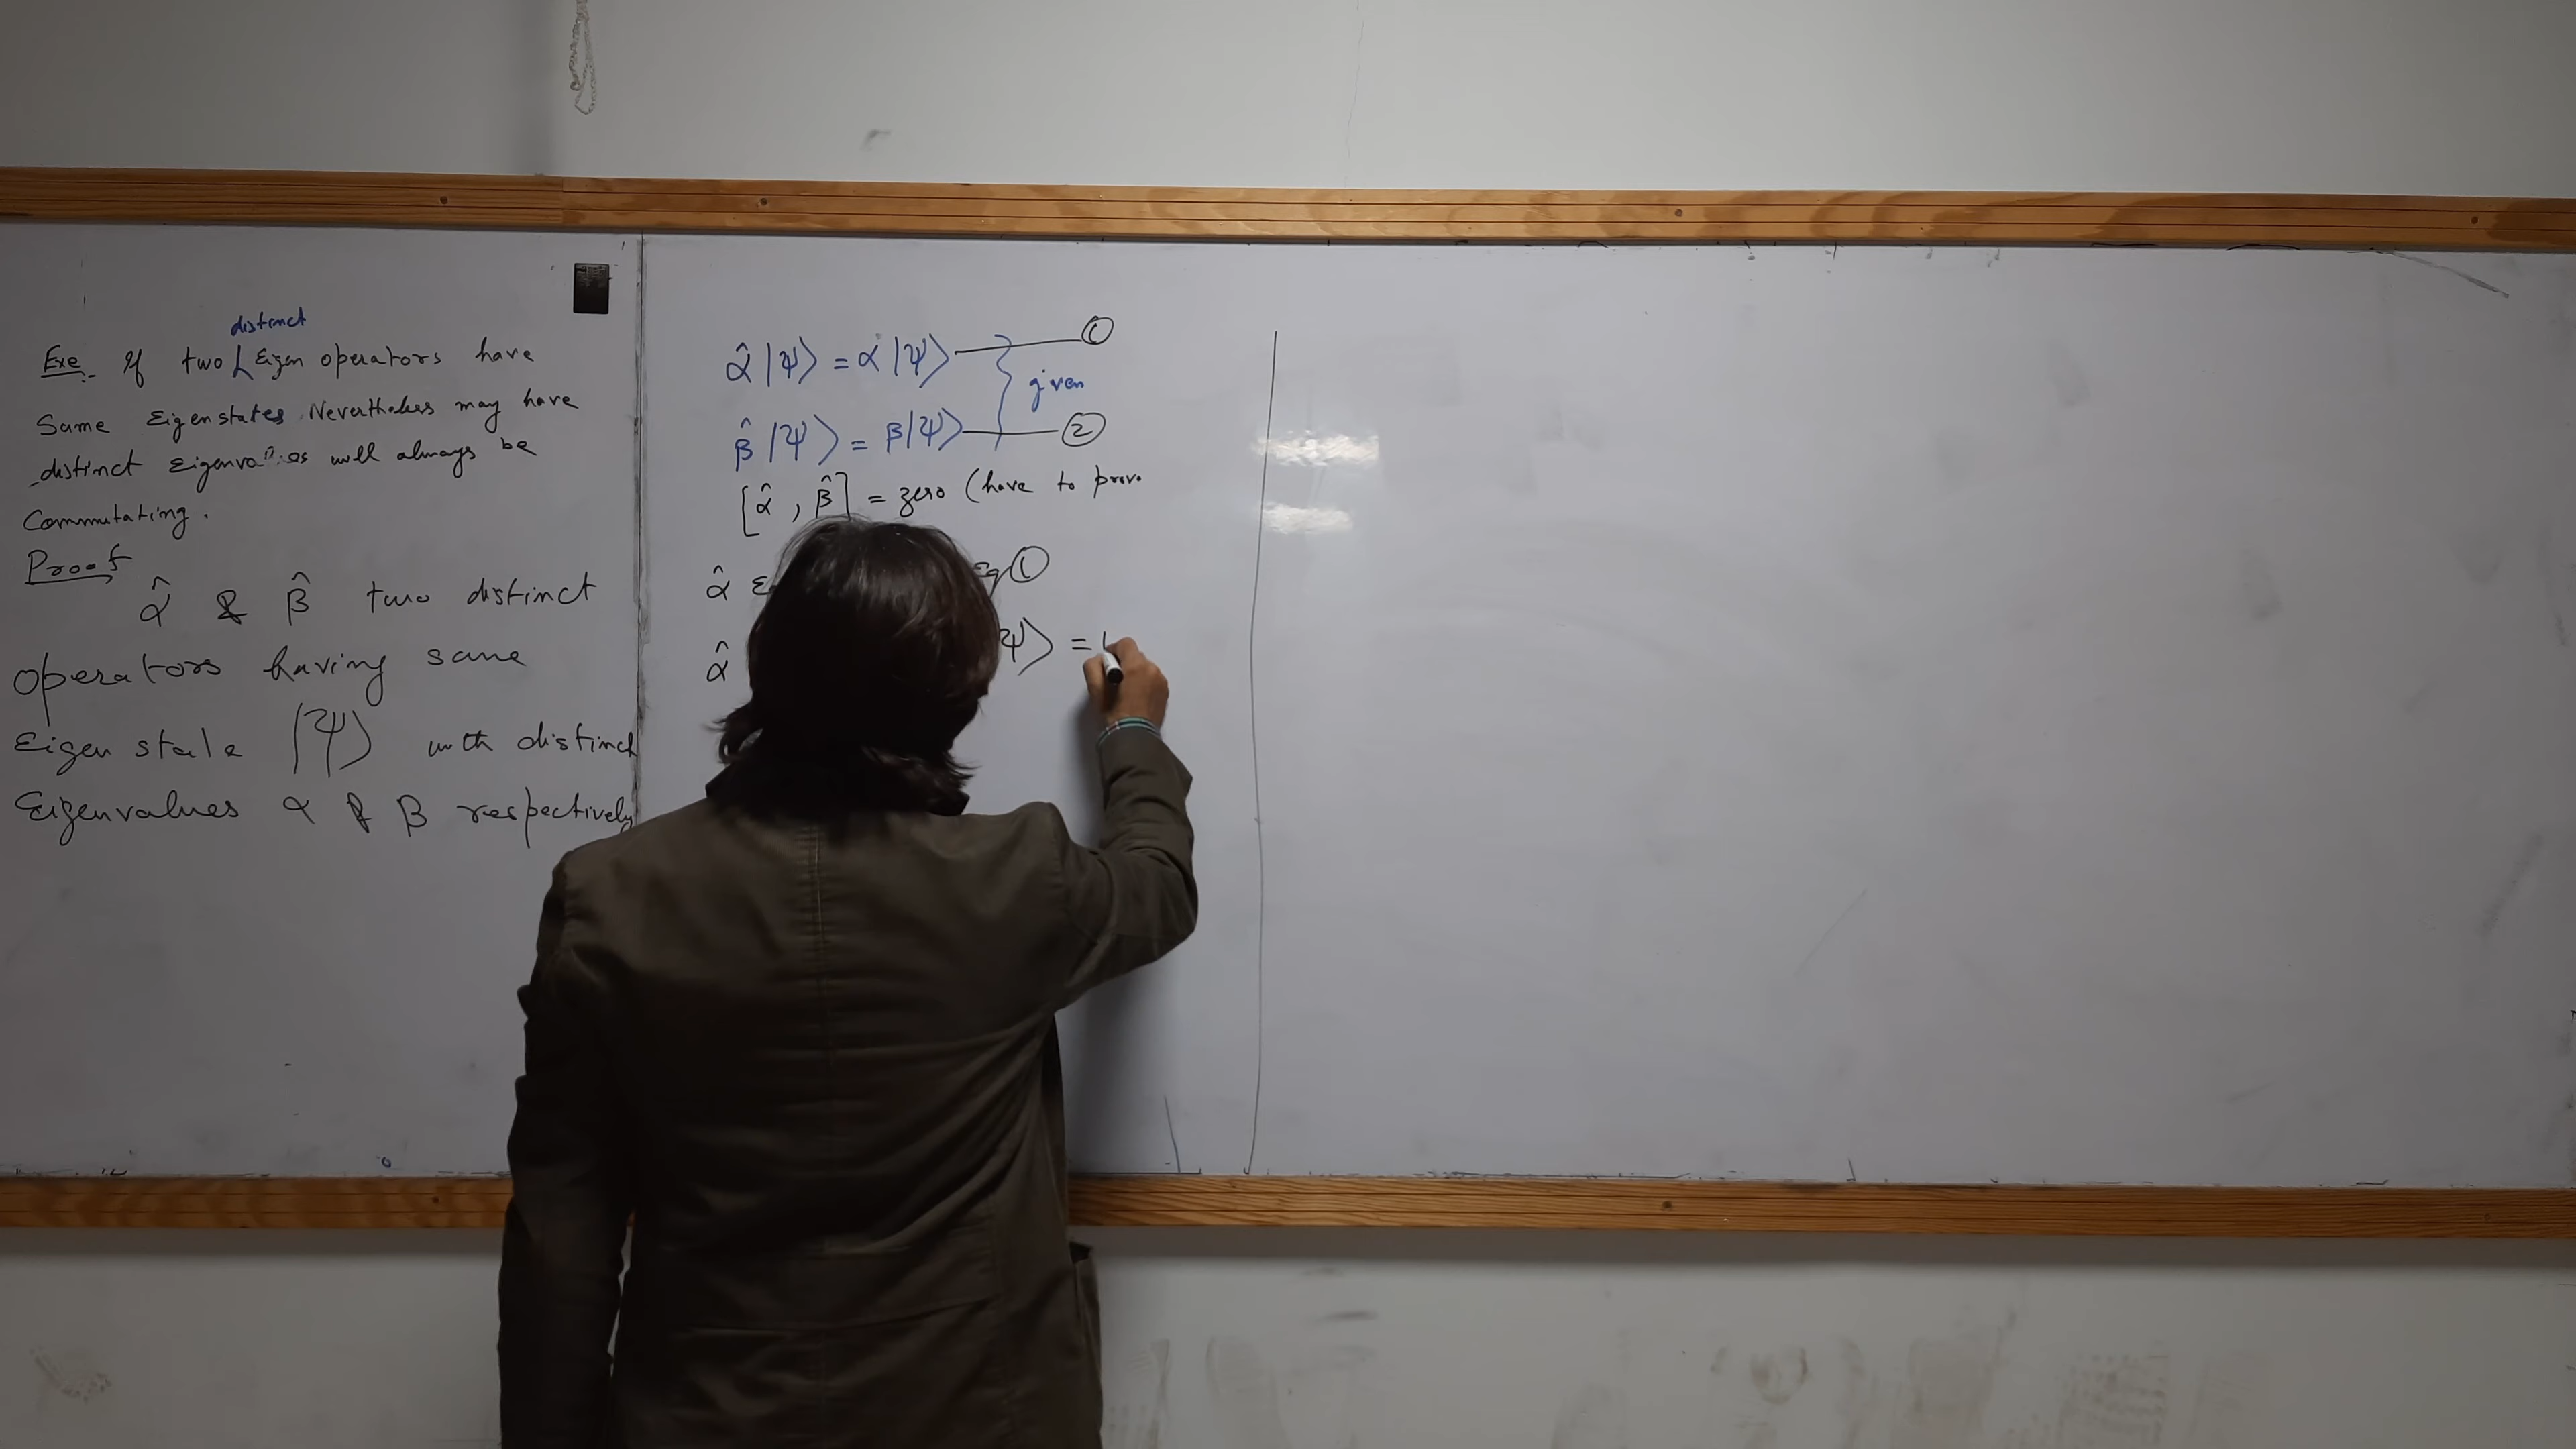 distinct
Exe:- If two Eigen operators have
Same Eigenstates. Nevertheless may have
distinct Eigenvalues will always be
Commutating.
Proof
α̂ & β̂ two distinct
operators having same
Eigen state |Ψ⟩ with distinct
Eigenvalues α & β respectively
α̂ |Ψ⟩ = α |Ψ⟩ ①
given
β̂ |Ψ⟩ = β |Ψ⟩ ②
[α̂ , β̂] = zero (have to prove
α̂ Eq ①
α̂ Ψ⟩ =